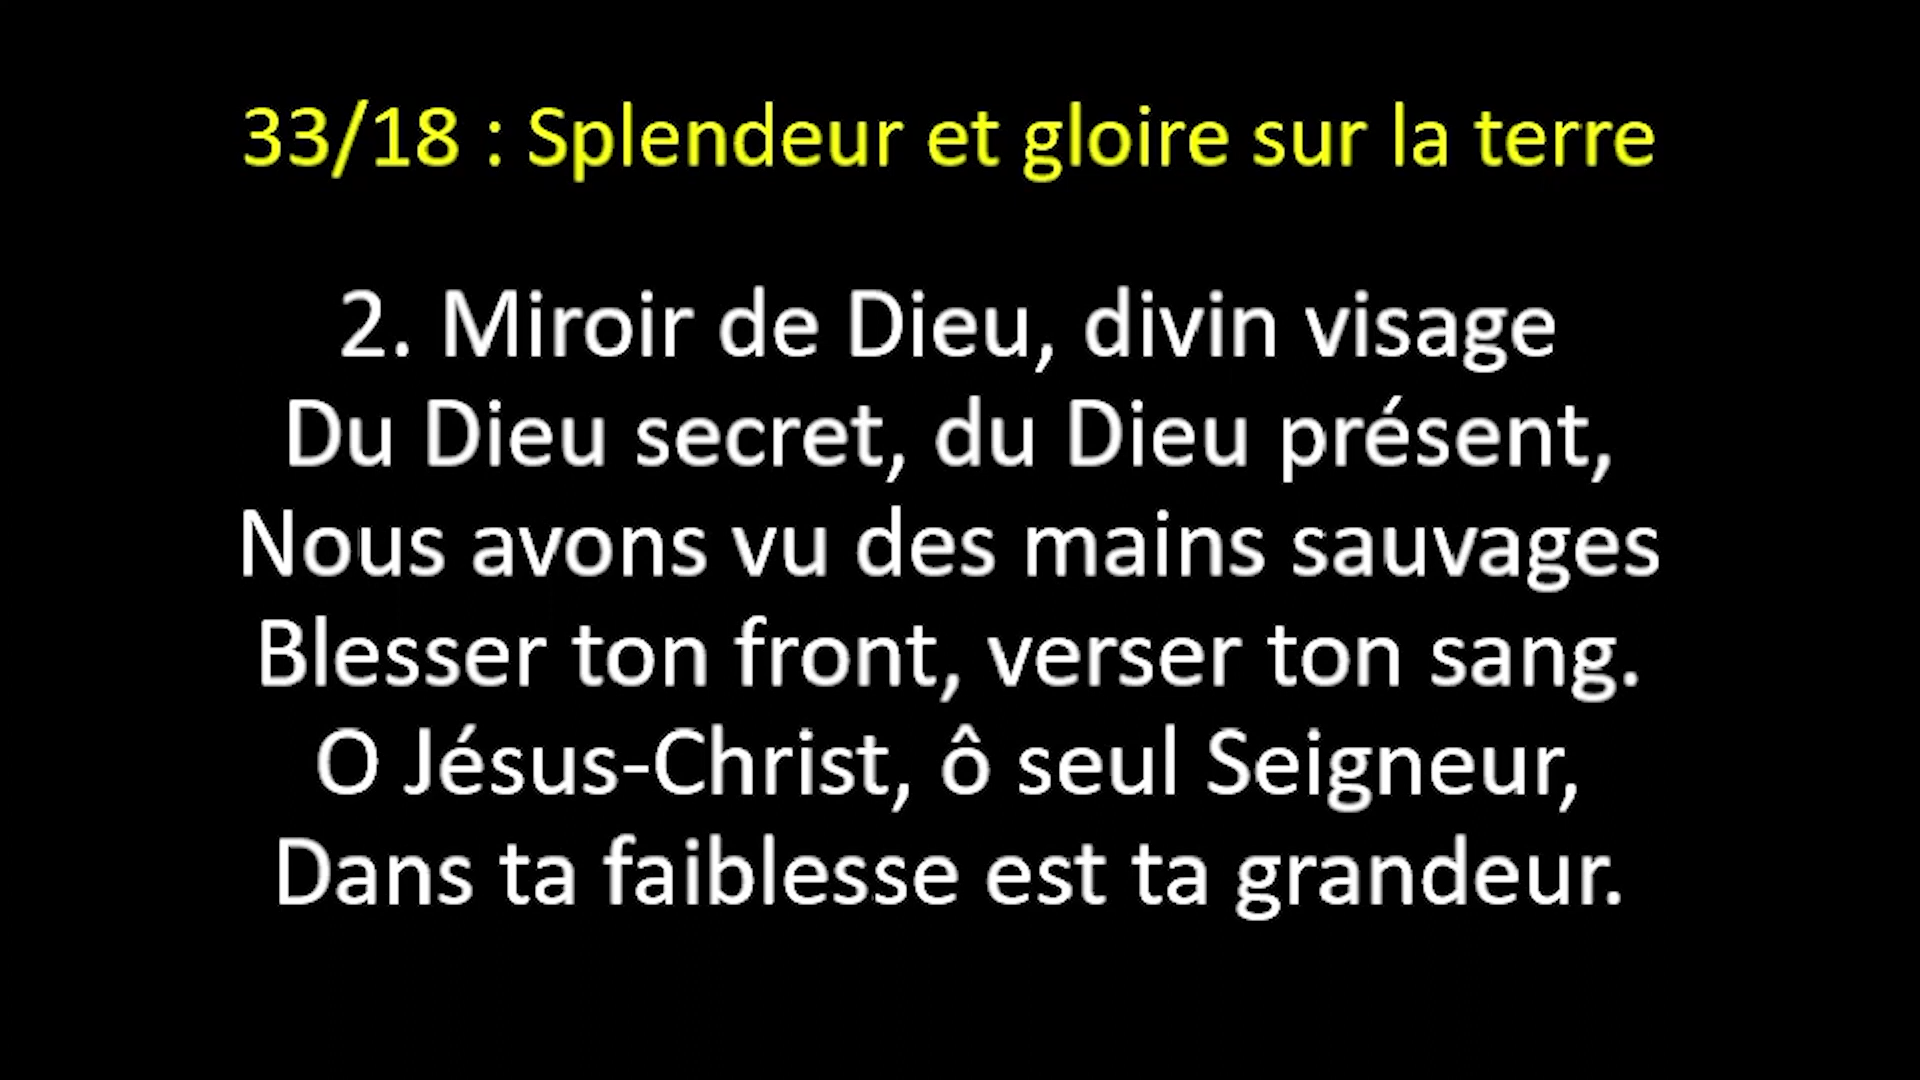 33/18 : Splendeur et gloire sur la terre
2. Miroir de Dieu, divin visage
Du Dieu secret, du Dieu présent,
Nous avons vu des mains sauvages
Blesser ton front, verser ton sang.
O Jésus-Christ, ô seul Seigneur,
Dans ta faiblesse est ta grandeur.